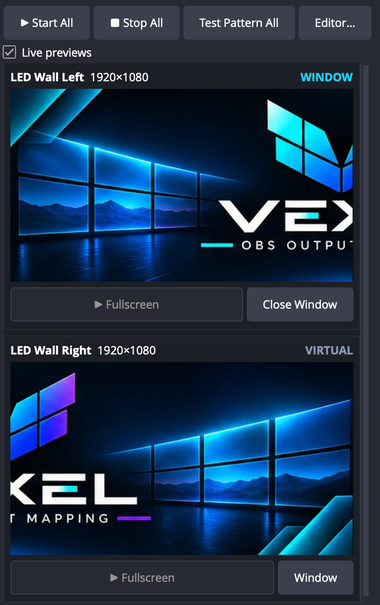 ▶ Start All
■ Stop All
Test Pattern All
Editor...
Live previews
LED Wall Left 1920×1080 WINDOW
VEX
OBS OUTPUT
▶ Fullscreen
Close Window
LED Wall Right 1920×1080 VIRTUAL
XEL
T MAPPING
▶ Fullscreen
Window